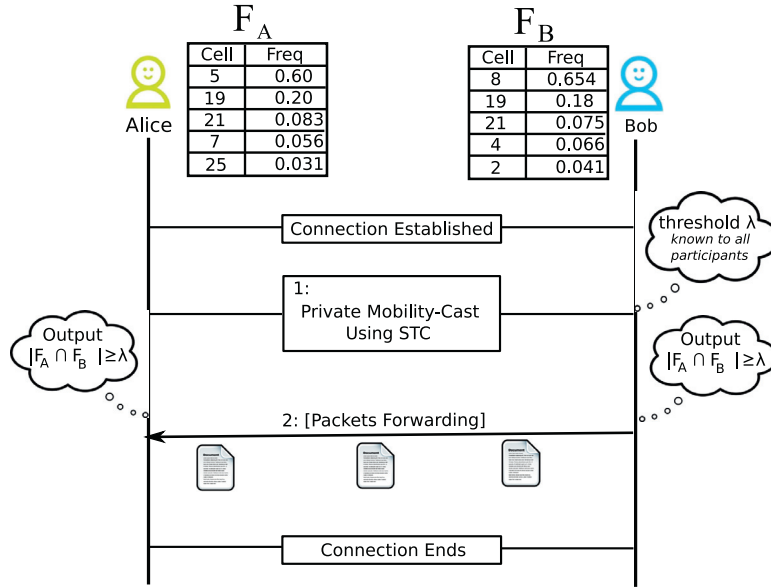 F_A
Cell Freq
5 0.60
19 0.20
21 0.083
7 0.056
25 0.031
Alice
F_B
Cell Freq
8 0,654
19 0.18
21 0.075
4 0.066
2 0.041
Bob
Connection Established
threshold λ
known to all
participants
1:
Private Mobility-Cast
Using STC
Output
|F_A ∩ F_B | ≥ λ
Output
|F_A ∩ F_B | ≥ λ
2: [Packets Forwarding]
Connection Ends